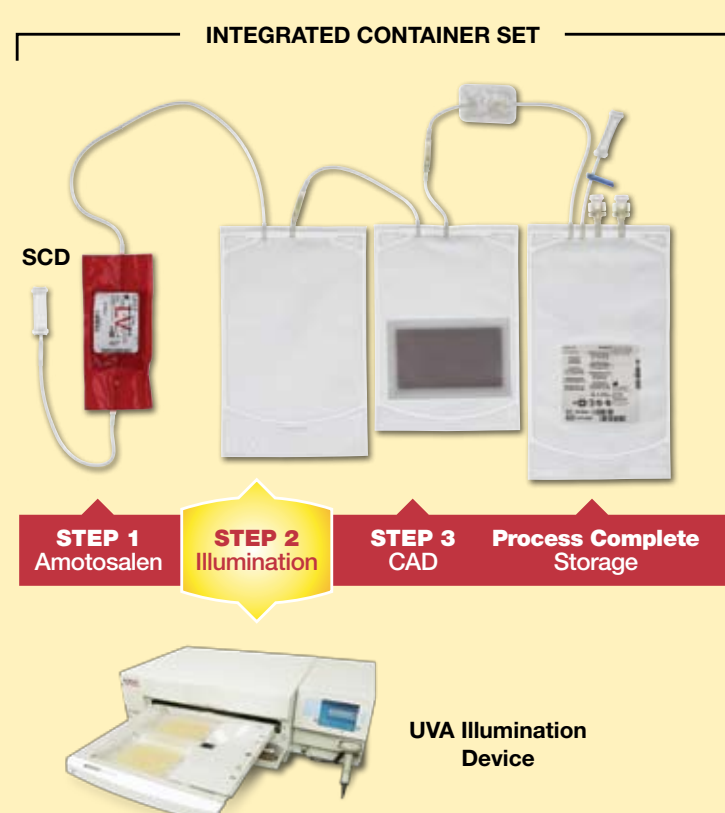 INTEGRATED CONTAINER SET
SCD
LV
STEP 1
Amotosalen
STEP 2
Illumination
STEP 3
CAD
Process Complete
Storage
UVA Illumination
Device